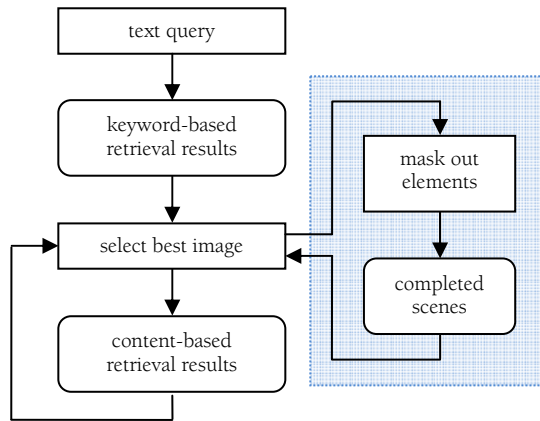 text query
keyword-based
retrieval results
select best image
content-based
retrieval results
mask out
elements
completed
scenes